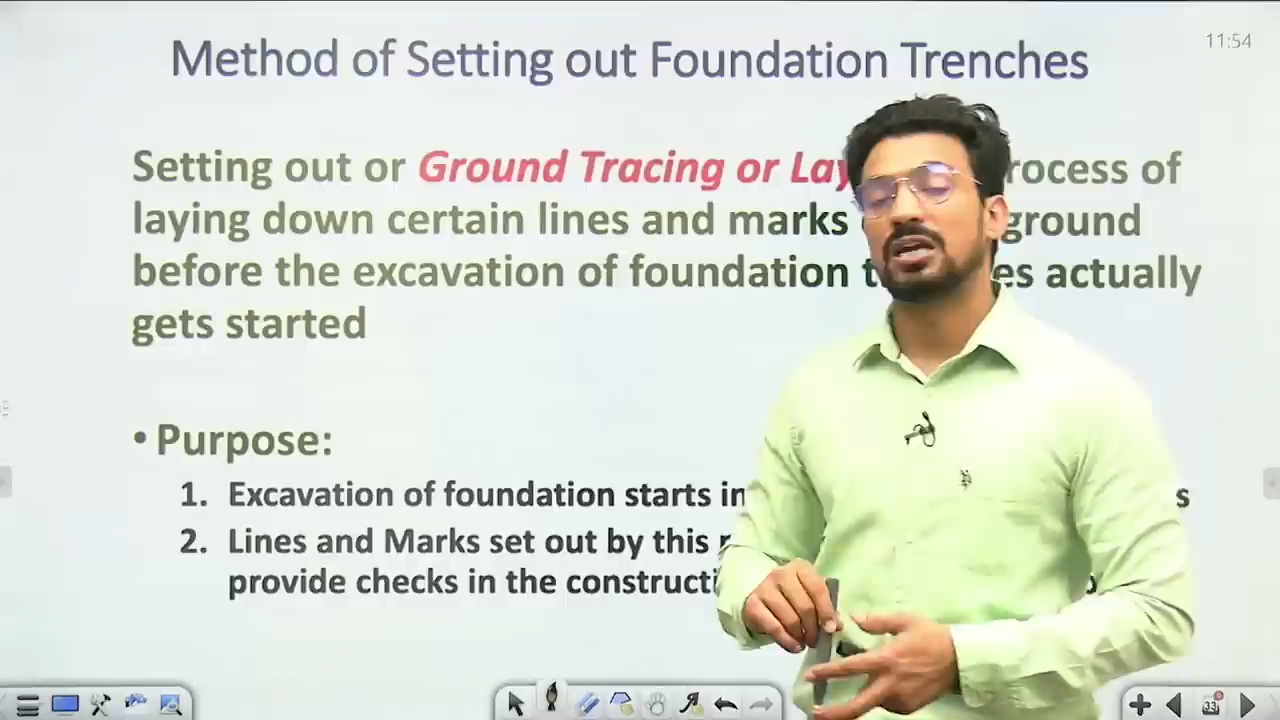 11:54
Method of Setting out Foundation Trenches
Setting out or Ground Tracing or Lay rocess of
laying down certain lines and marks ground
before the excavation of foundation t es actually
gets started
• Purpose:
1. Excavation of foundation starts in s
2. Lines and Marks set out by this
provide checks in the constructi
33